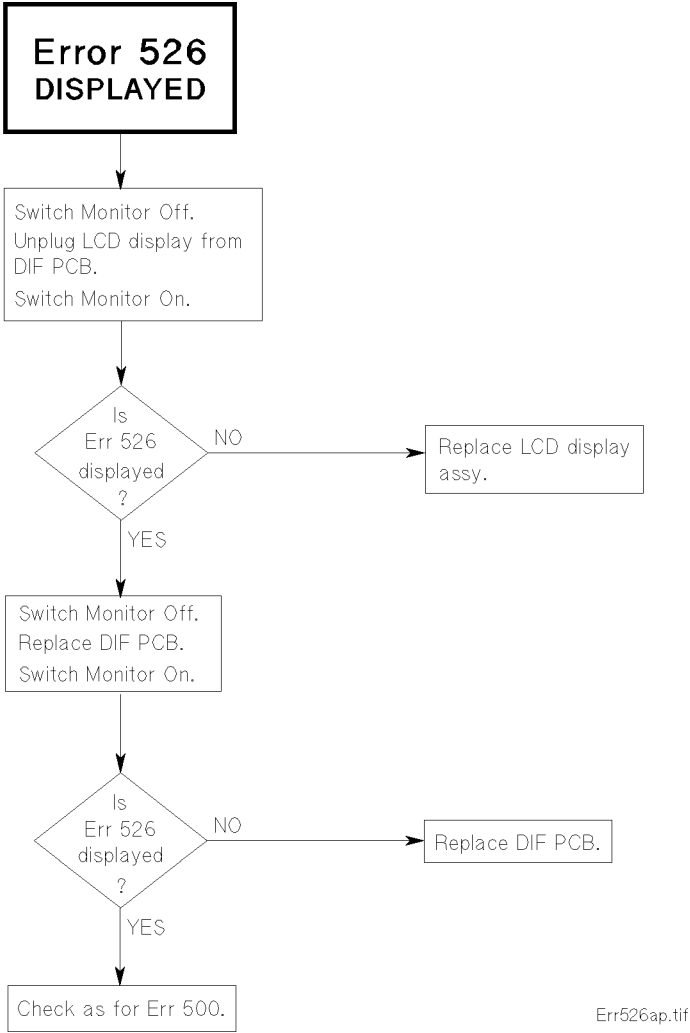 Error 526
DISPLAYED
Switch Monitor Off.
Unplug LCD display from
DIF PCB.
Switch Monitor On.
Is
Err 526
displayed
?
NO
Replace LCD display
assy.
YES
Switch Monitor Off.
Replace DIF PCB.
Switch Monitor On.
Is
Err 526
displayed
?
NO
Replace DIF PCB.
YES
Check as for Err 500.
Err526ap.tif